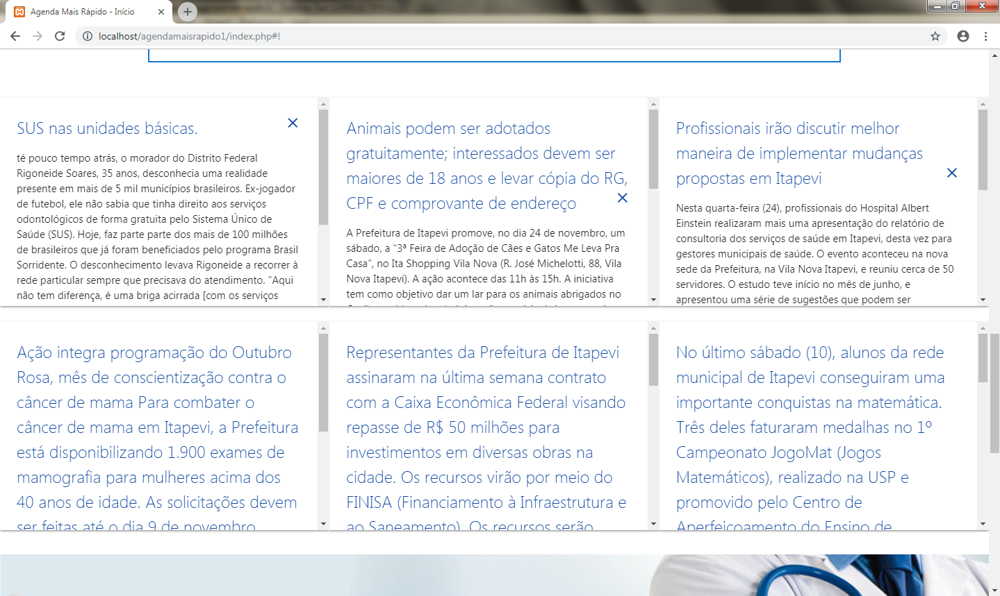 Agenda Mais Rápido - Início
localhost/agendamaisrapido1/index.php#!
SUS nas unidades básicas.
té pouco tempo atrás, o morador do Distrito Federal
Rigoneide Soares, 35 anos, desconhecia uma realidade
presente em mais de 5 mil municípios brasileiros. Ex-jogador
de futebol, ele não sabia que tinha direito aos serviços
odontológicos de forma gratuita pelo Sistema Único de
Saúde (SUS). Hoje, faz parte parte dos mais de 100 milhões
de brasileiros que já foram beneficiados pelo programa Brasil
Sorridente. O desconhecimento levava Rigoneide a recorrer à
rede particular sempre que precisava do atendimento. "Aqui
não tem diferença, é uma briga acirrada [com os serviços
Animais podem ser adotados
gratuitamente; interessados devem ser
maiores de 18 anos e levar cópia do RG,
CPF e comprovante de endereço
A Prefeitura de Itapevi promove, no dia 24 de novembro, um
sábado, a “3ª Feira de Adoção de Cães e Gatos Me Leva Pra
Casa”, no Ita Shopping Vila Nova (R. José Michelotti, 88, Vila
Nova Itapevi). A ação acontece das 11h às 15h. A iniciativa
tem como objetivo dar um lar para os animais abrigados no
Profissionais irão discutir melhor
maneira de implementar mudanças
propostas em Itapevi
Nesta quarta-feira (24), profissionais do Hospital Albert
Einstein realizaram mais uma apresentação do relatório de
consultoria dos serviços de saúde em Itapevi, desta vez para
gestores municipais de saúde. O evento aconteceu na nova
sede da Prefeitura, na Vila Nova Itapevi, e reuniu cerca de 50
servidores. O estudo teve início no mês de junho, e
apresentou uma série de sugestões que podem ser
Ação integra programação do Outubro
Rosa, mês de conscientização contra o
câncer de mama Para combater o
câncer de mama em Itapevi, a Prefeitura
está disponibilizando 1.900 exames de
mamografia para mulheres acima dos
40 anos de idade. As solicitações devem
ser feitas até o dia 9 de novembro
Representantes da Prefeitura de Itapevi
assinaram na última semana contrato
com a Caixa Econômica Federal visando
repasse de R$ 50 milhões para
investimentos em diversas obras na
cidade. Os recursos virão por meio do
FINISA (Financiamento à Infraestrutura e
ao Saneamento). Os recursos serão
No último sábado (10), alunos da rede
municipal de Itapevi conseguiram uma
importante conquistas na matemática.
Três deles faturaram medalhas no 1º
Campeonato JogoMat (Jogos
Matemáticos), realizado na USP e
promovido pelo Centro de
Aperfeiçoamento do Ensino de